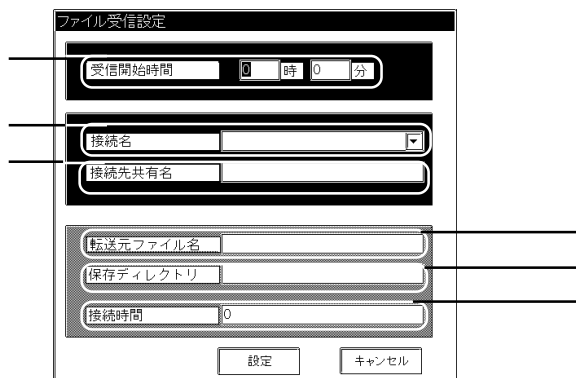 ファイル受信設定
受信開始時間 0 時 0 分
接続名
接続先共有名
転送元ファイル名
保存ディレクトリ
接続時間 0
設定 キャンセル